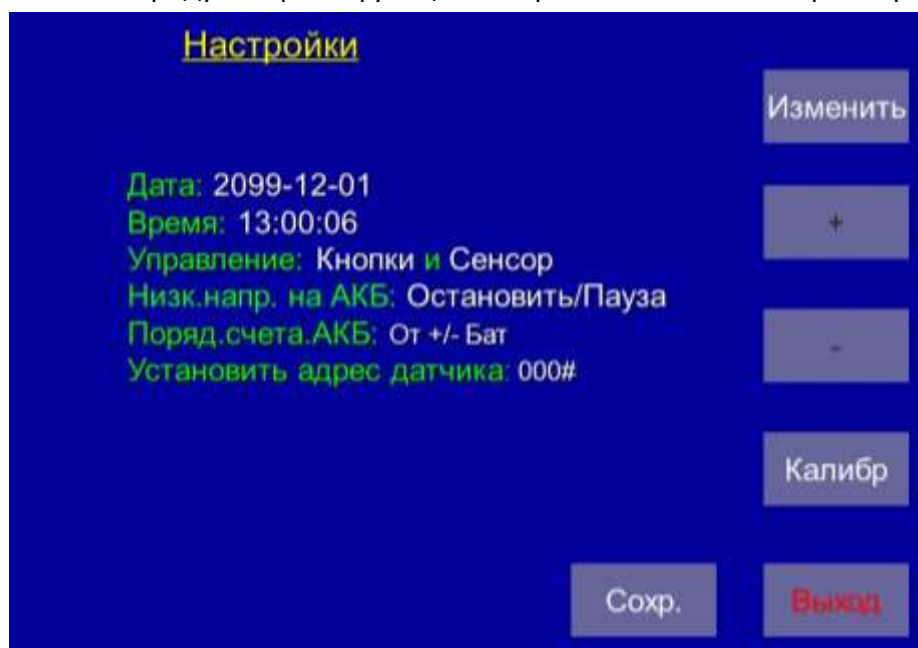 Настройки
Изменить
Дата: 2099-12-01
Время: 13:00:06
+
Управление: Кнопки и Сенсор
Низк.напр. на АКБ: Остановить/Пауза
Поряд.счета.АКБ: От +/- Бат
-
Установить адрес датчика: 000#
Калибр
Сохр.
Выход